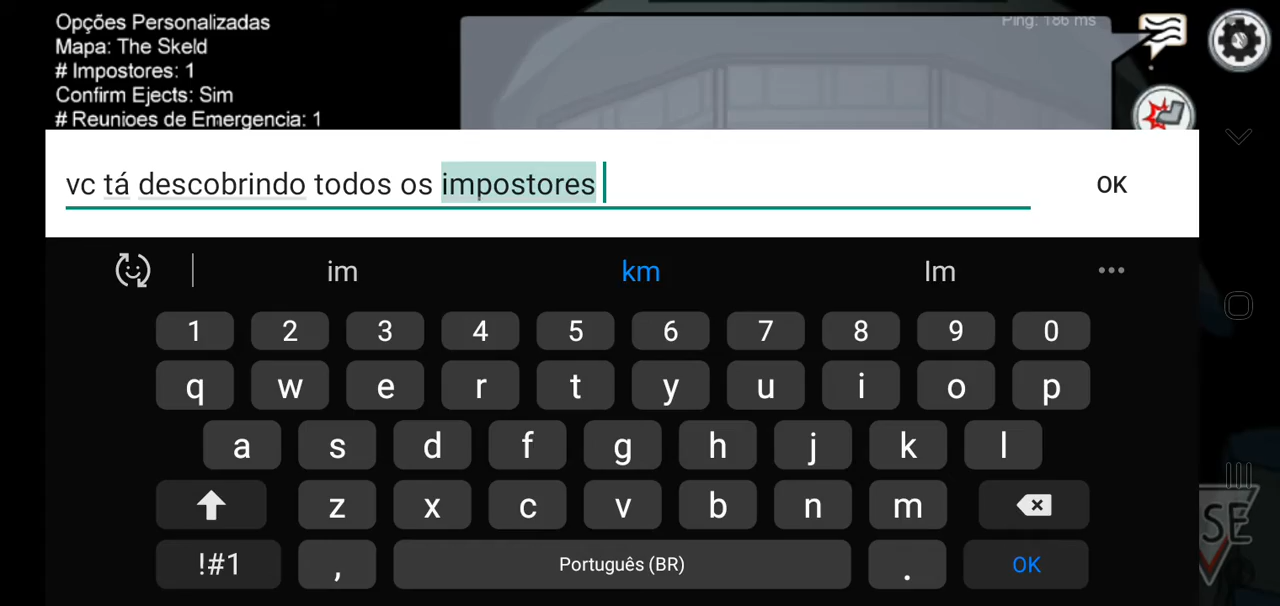 Opções Personalizadas
Ping: 186 ms
Mapa: The Skeld
# Impostores: 1
Confirm Ejects: Sim
# Reunioes de Emergencia: 1
vc tá descobrindo todos os impostores
OK
im km Im
1 2 3 4 5 6 7 8 9 0
q w e r t y u i o p
a s d f g h j k l
z x c v b n m
SE
!#1 , Português (BR) . OK